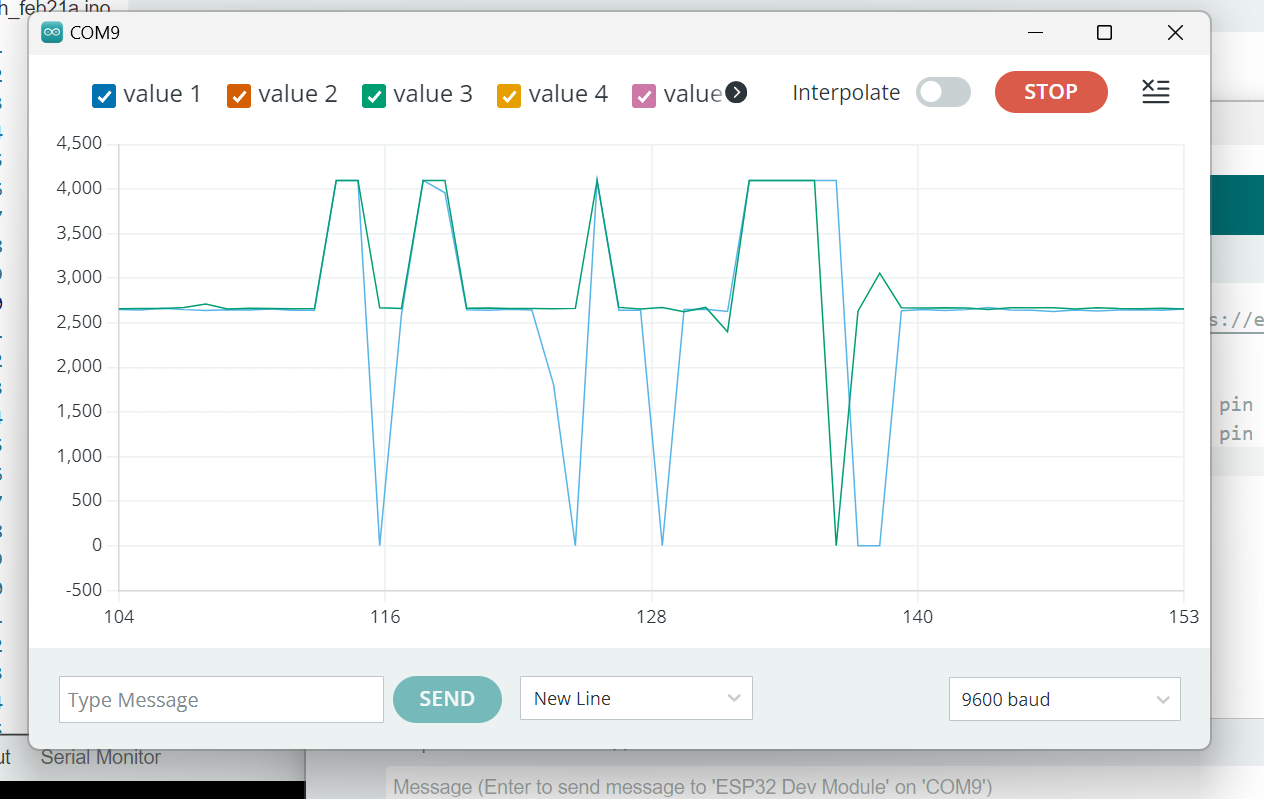 h_feb21a.ino
COM9
value 1 value 2 value 3 value 4 value Interpolate STOP
4,500
4,000
3,500
3,000
2,500
2,000
1,500
1,000
500
0
-500
104 116 128 140 153
s://e
pin
pin
Type Message SEND New Line 9600 baud
ut Serial Monitor
Message (Enter to send message to 'ESP32 Dev Module' on 'COM9')